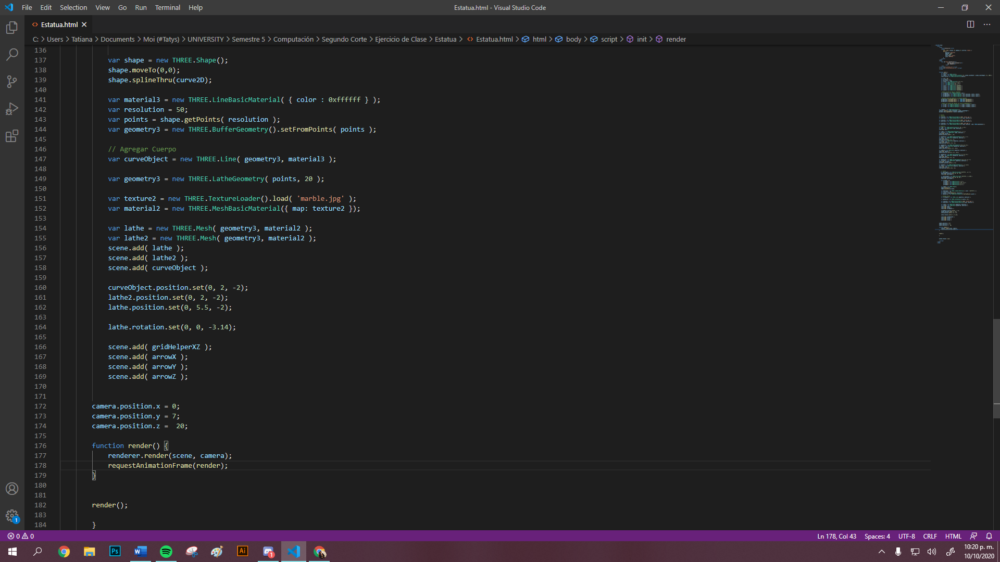 File Edit Selection View Go Run Terminal Help
Estatua.html - Visual Studio Code
Estatua.html
C: > Users > Tatiana > Documents > Moi (#Tatys) > UNIVERSITY > Semestre 5 > Computación > Segundo Corte > Ejercicio de Clase > Estatua > Estatua.html > html > body > script > init > render
136
137 var shape = new THREE.Shape();
138 shape.moveTo(0,0);
139 shape.splineThru(curve2D);
140
141 var material3 = new THREE.LineBasicMaterial( { color : 0xffffff } );
142 var resolution = 50;
143 var points = shape.getPoints( resolution );
144 var geometry3 = new THREE.BufferGeometry().setFromPoints( points );
145
146 // Agregar Cuerpo
147 var curveObject = new THREE.Line( geometry3, material3 );
148
149 var geometry3 = new THREE.LatheGeometry( points, 20 );
150
151 var texture2 = new THREE.TextureLoader().load( 'marble.jpg' );
152 var material2 = new THREE.MeshBasicMaterial({ map: texture2 });
153
154 var lathe = new THREE.Mesh( geometry3, material2 );
155 var lathe2 = new THREE.Mesh( geometry3, material2 );
156 scene.add( lathe );
157 scene.add( lathe2 );
158 scene.add( curveObject );
159
160 curveObject.position.set(0, 2, -2);
161 lathe2.position.set(0, 2, -2);
162 lathe.position.set(0, 5.5, -2);
163
164 lathe.rotation.set(0, 0, -3.14);
165
166 scene.add( gridHelperXZ );
167 scene.add( arrowX );
168 scene.add( arrowY );
169 scene.add( arrowZ );
170
171
172 camera.position.x = 0;
173 camera.position.y = 7;
174 camera.position.z =  20;
175
176 function render() {
177 renderer.render(scene, camera);
178 requestAnimationFrame(render);
179 }
180
181
182 render();
183
184 }
1
0 0
Ln 178, Col 43 Spaces: 4 UTF-8 CRLF HTML
Ps
W
Ai
1
10:20 p. m.
10/10/2020